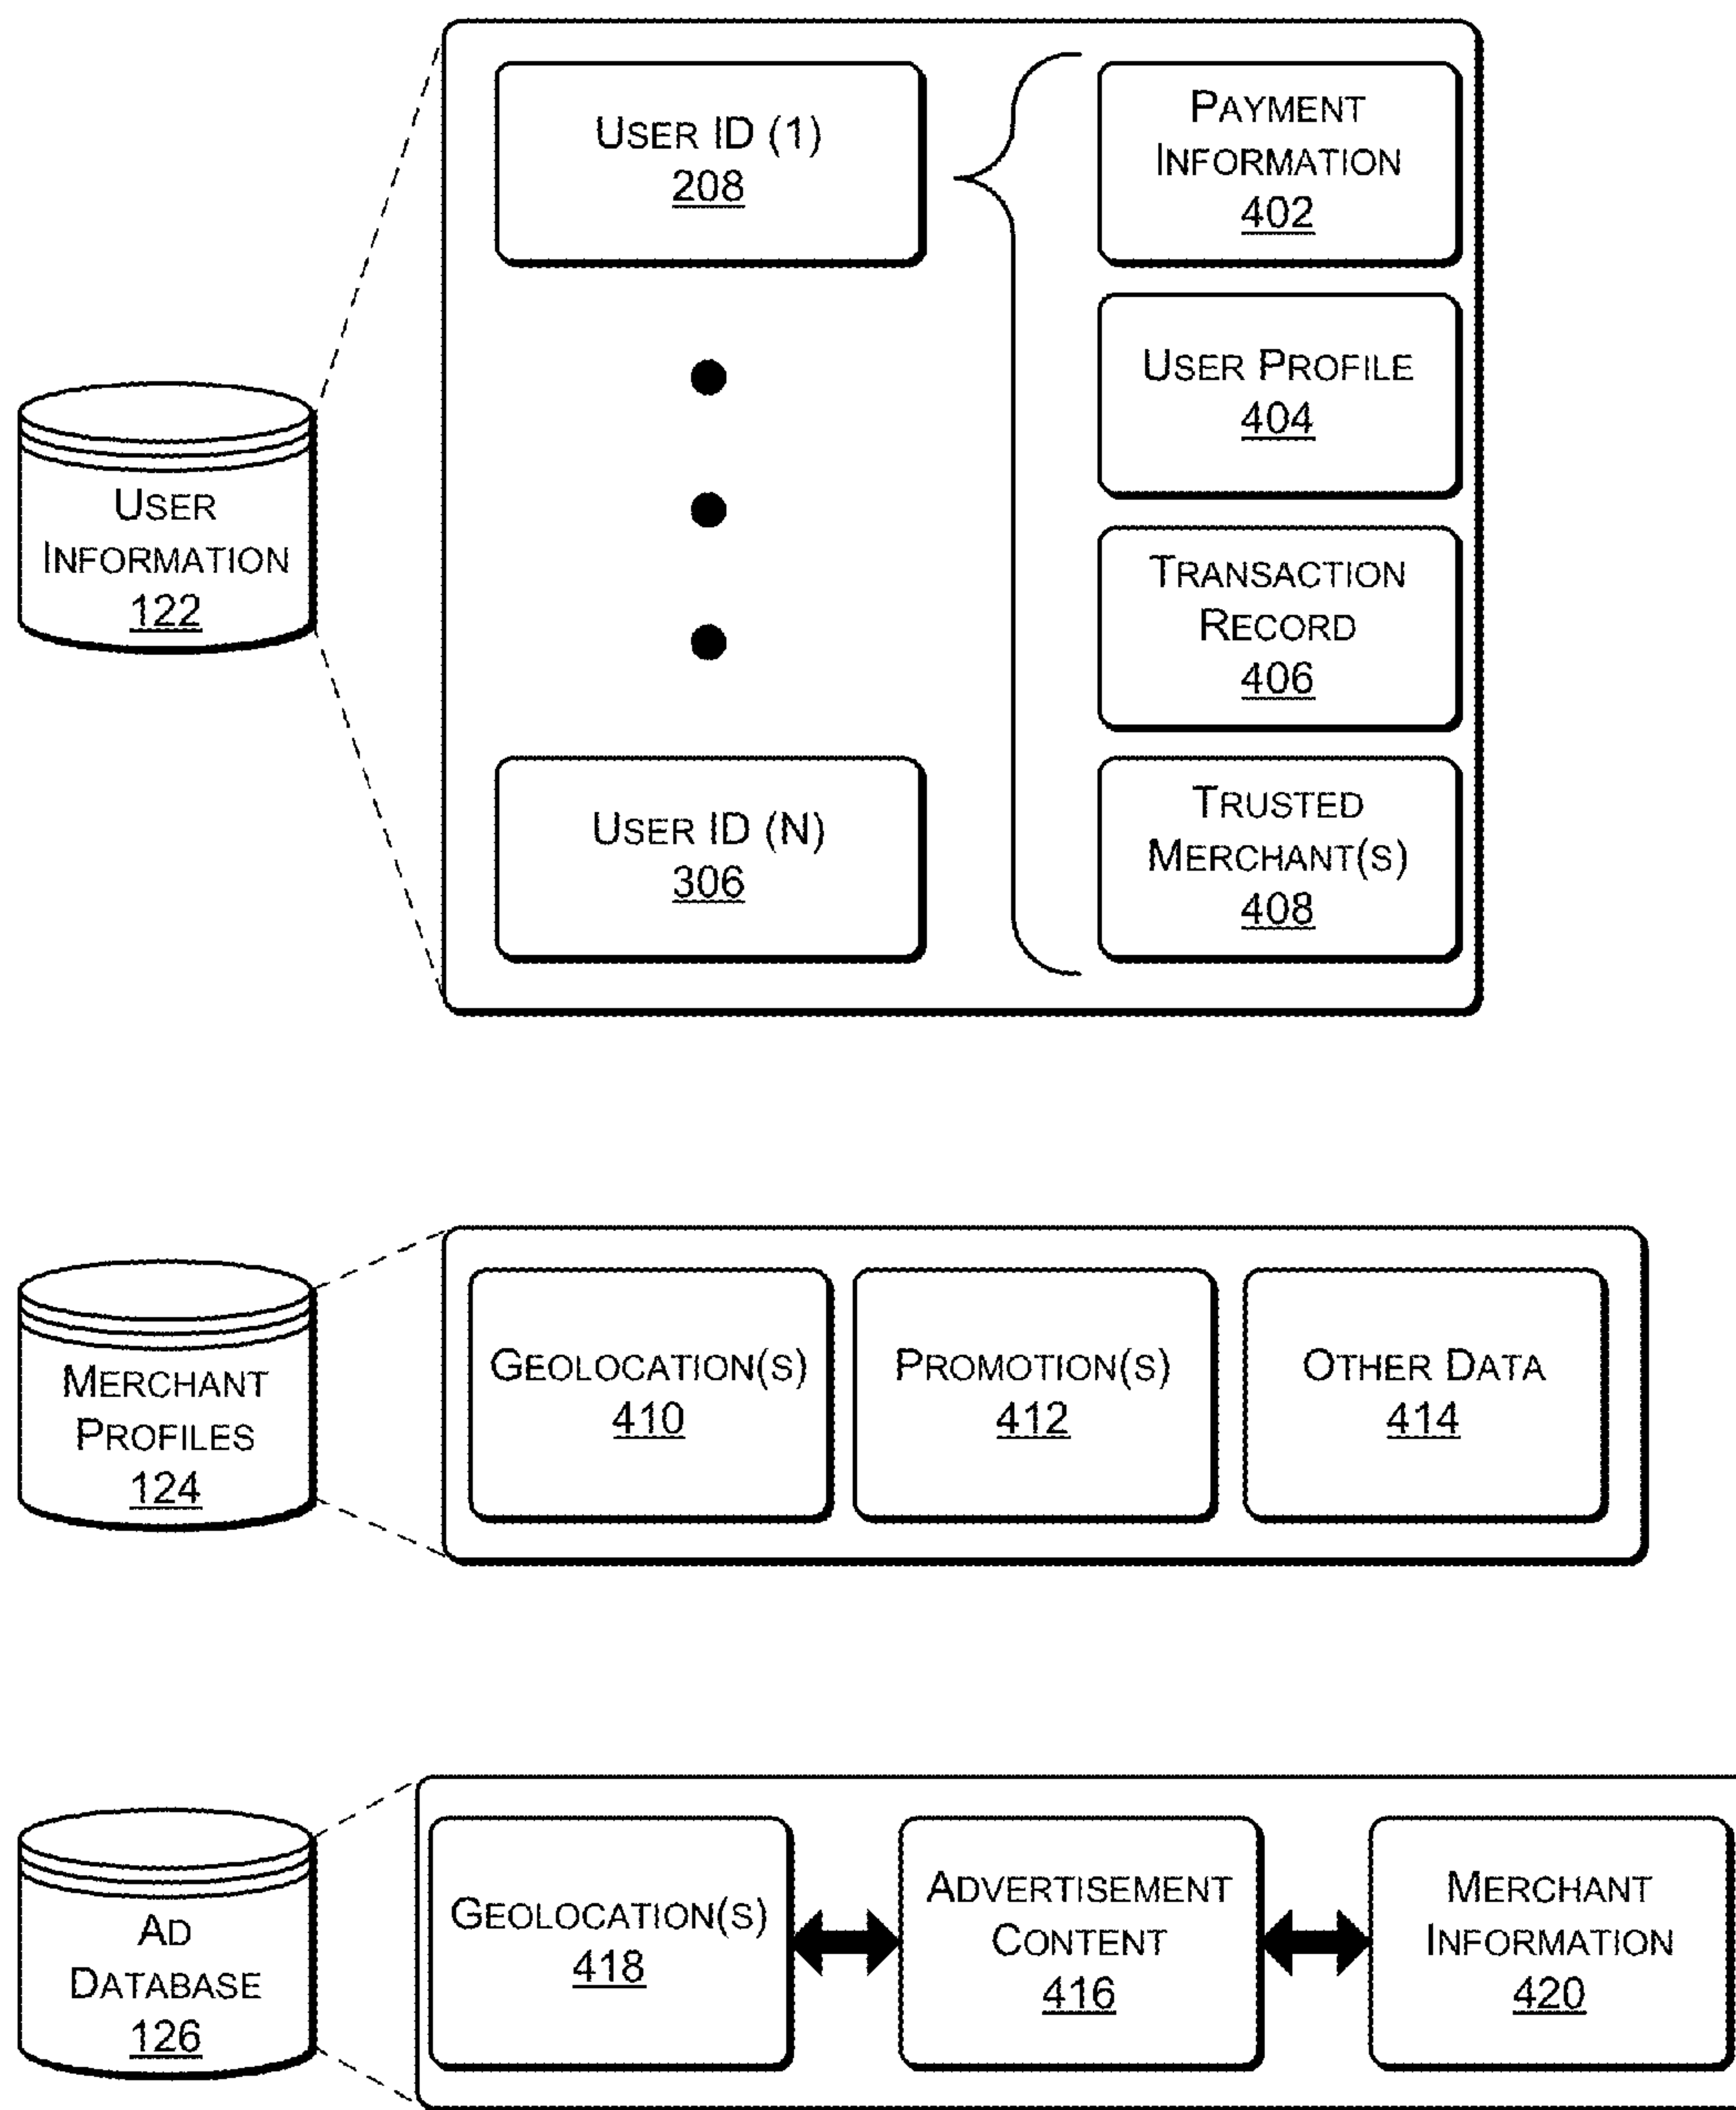 USER ID (1)
208
PAYMENT
INFORMATION
402
USER PROFILE
404
USER
INFORMATION
122
TRANSACTION
RECORD
406
USER ID (N)
306
TRUSTED
MERCHANT(S)
408
MERCHANT
PROFILES
124
GEOLOCATION(S)
410
PROMOTION(S)
412
OTHER DATA
414
AD
DATABASE
126
GEOLOCATION(S)
418
ADVERTISEMENT
CONTENT
416
MERCHANT
INFORMATION
420